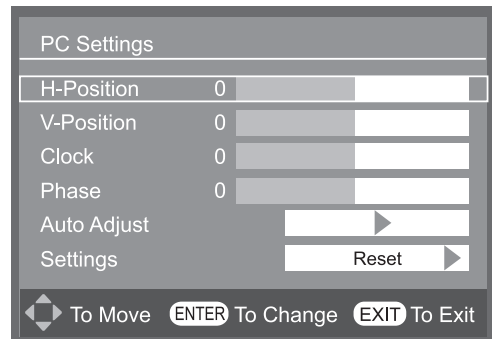 PC Settings
H-Position 0
V-Position 0
Clock 0
Phase 0
Auto Adjust
Settings Reset
To Move ENTER To Change EXIT To Exit